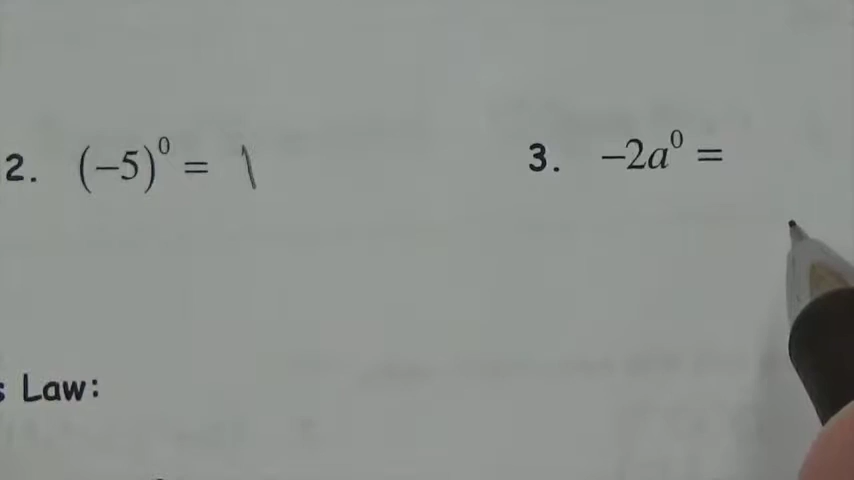 2. (−5)⁰ = 1
3. −2a⁰ =
Law: